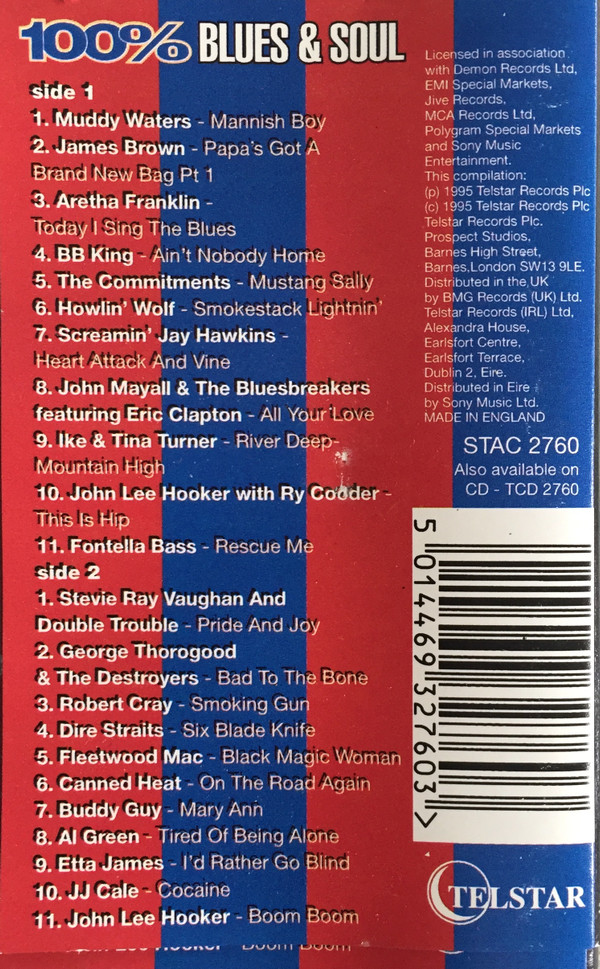 100% BLUES & SOUL
side 1
1. Muddy Waters - Mannish Boy
2. James Brown - Papa's Got A
Brand New Bag Pt 1
3. Aretha Franklin -
Today I Sing The Blues
4. BB King - Ain't Nobody Home
5. The Commitments - Mustang Sally
6. Howlin' Wolf - Smokestack Lightnin'
7. Screamin' Jay Hawkins -
Heart Attack And Vine
8. John Mayall & The Bluesbreakers
featuring Eric Clapton - All Your Love
9. Ike & Tina Turner - River Deep-
Mountain High
10. John Lee Hooker with Ry Cooder -
This Is Hip
11. Fontella Bass - Rescue Me
side 2
1. Stevie Ray Vaughan And
Double Trouble - Pride And Joy
2. George Thorogood
& The Destroyers - Bad To The Bone
3. Robert Cray - Smoking Gun
4. Dire Straits - Six Blade Knife
5. Fleetwood Mac - Black Magic Woman
6. Canned Heat - On The Road Again
7. Buddy Guy - Mary Ann
8. Al Green - Tired Of Being Alone
9. Etta James - I'd Rather Go Blind
10. JJ Cale - Cocaine
11. John Lee Hooker - Boom Boom
Lee Hooker - Boom Boom
Licensed in association
with Demon Records Ltd,
EMI Special Markets,
Jive Records,
MCA Records Ltd,
Polygram Special Markets
and Sony Music
Entertainment.
This compilation:
(p) 1995 Telstar Records Plc
(c) 1995 Telstar Records Plc
Telstar Records Plc.
Prospect Studios,
Barnes High Street,
Barnes,London SW13 9LE.
Distributed in the UK
by BMG Records (UK) Ltd.
Telstar Records (IRL) Ltd,
Alexandra House,
Earlsfort Centre,
Earlsfort Terrace,
Dublin 2, Eire.
Distributed in Eire
by Sony Music Ltd.
MADE IN ENGLAND
STAC 2760
Also available on
CD - TCD 2760
5 014469 327603 >
TELSTAR